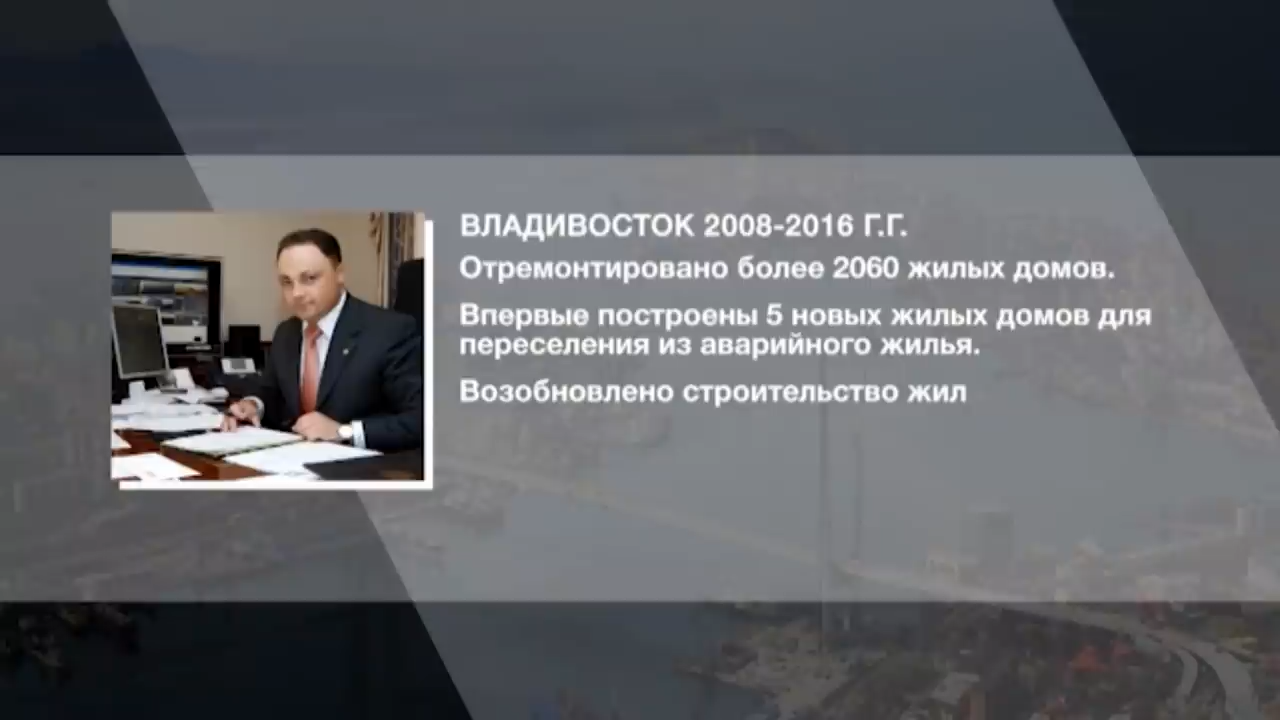 ВЛАДИВОСТОК 2008-2016 Г.Г.
Отремонтировано более 2060 жилых домов.
Впервые построены 5 новых жилых домов для
переселения из аварийного жилья.
Возобновлено строительство жил